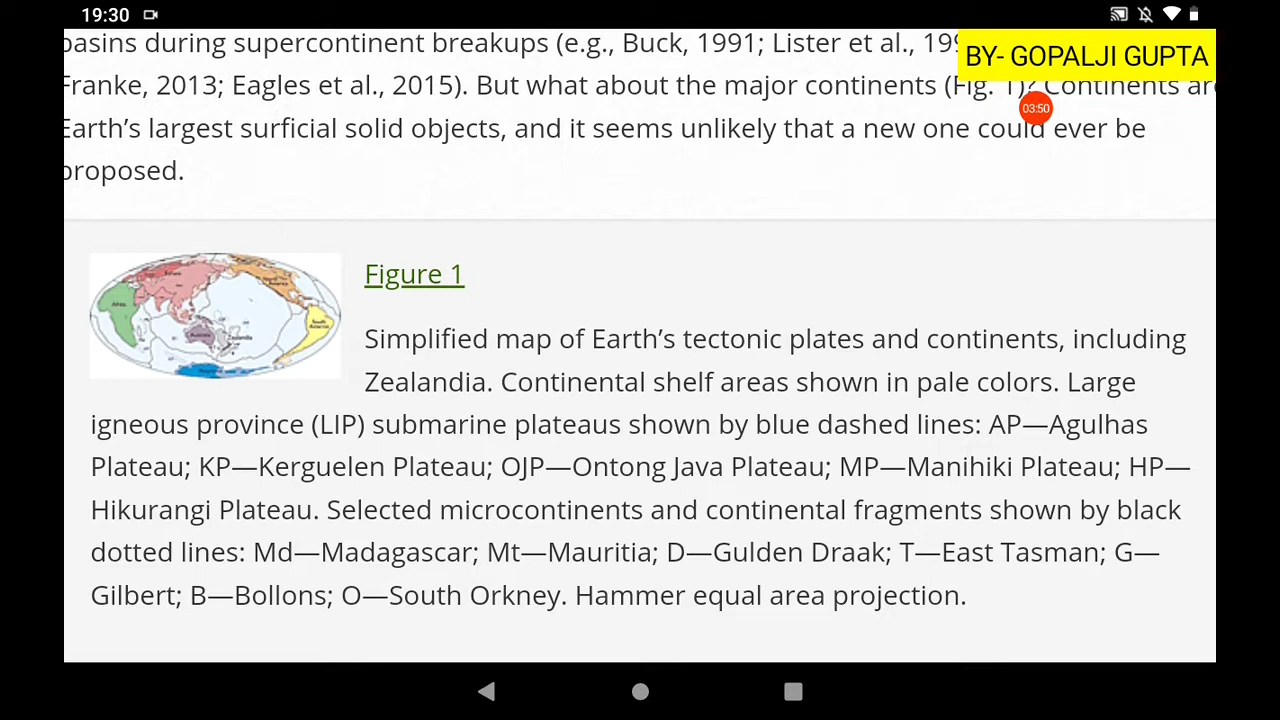 19:30
basins during supercontinent breakups (e.g., Buck, 1991; Lister et al.,
BY- GOPALJI GUPTA
Franke, 2013; Eagles et al., 2015). But what about the major continents (Fig. 1)? Continents are
03:50
Earth’s largest surficial solid objects, and it seems unlikely that a new one could ever be
proposed.
Figure 1
Simplified map of Earth’s tectonic plates and continents, including
Zealandia. Continental shelf areas shown in pale colors. Large
igneous province (LIP) submarine plateaus shown by blue dashed lines: AP—Agulhas
Plateau; KP—Kerguelen Plateau; OJP—Ontong Java Plateau; MP—Manihiki Plateau; HP—
Hikurangi Plateau. Selected microcontinents and continental fragments shown by black
dotted lines: Md—Madagascar; Mt—Mauritia; D—Gulden Draak; T—East Tasman; G—
Gilbert; B—Bollons; O—South Orkney. Hammer equal area projection.
Africa
South
America